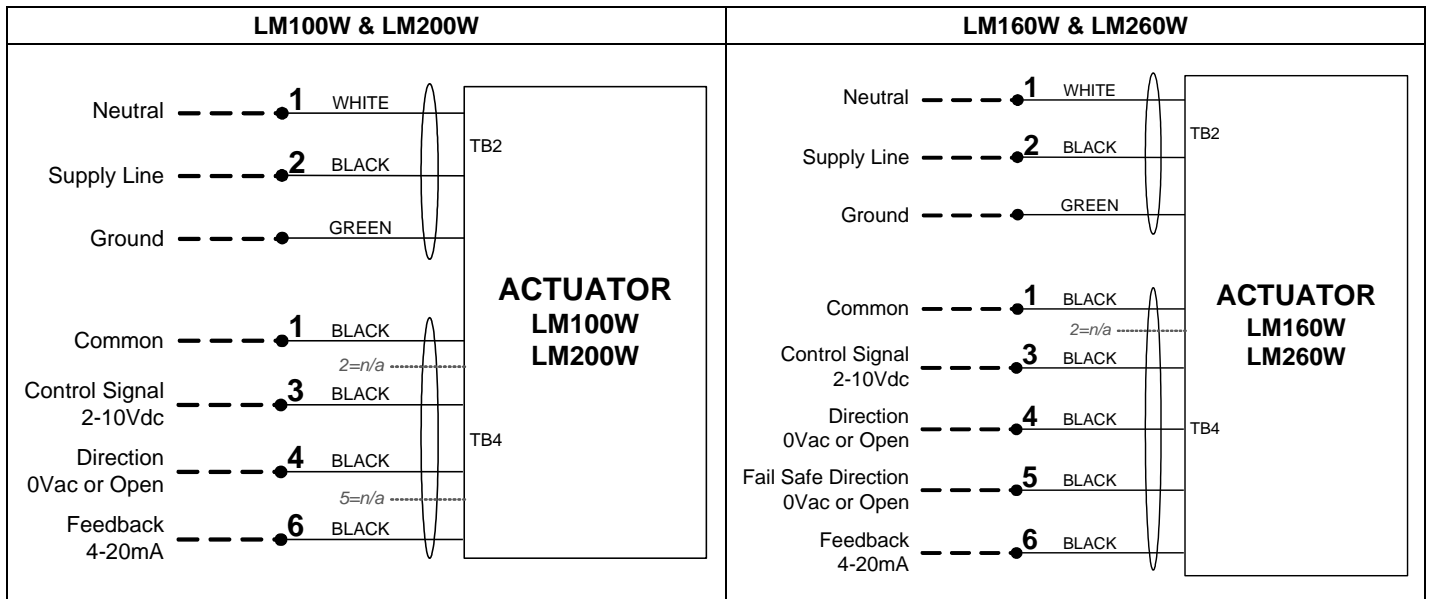 LM100W & LM200W
Neutral 1 WHITE
TB2
Supply Line 2 BLACK
Ground GREEN
ACTUATOR
LM100W
LM200W
Common 1 BLACK
2=n/a
Control Signal 3 BLACK
2-10Vdc
TB4
Direction 4 BLACK
0Vac or Open
5=n/a
Feedback 6 BLACK
4-20mA
LM160W & LM260W
Neutral 1 WHITE
TB2
Supply Line 2 BLACK
Ground GREEN
ACTUATOR
LM160W
LM260W
Common 1 BLACK
2=n/a
Control Signal 3 BLACK
2-10Vdc
Direction 4 BLACK
TB4
0Vac or Open
Fail Safe Direction 5 BLACK
0Vac or Open
Feedback 6 BLACK
4-20mA